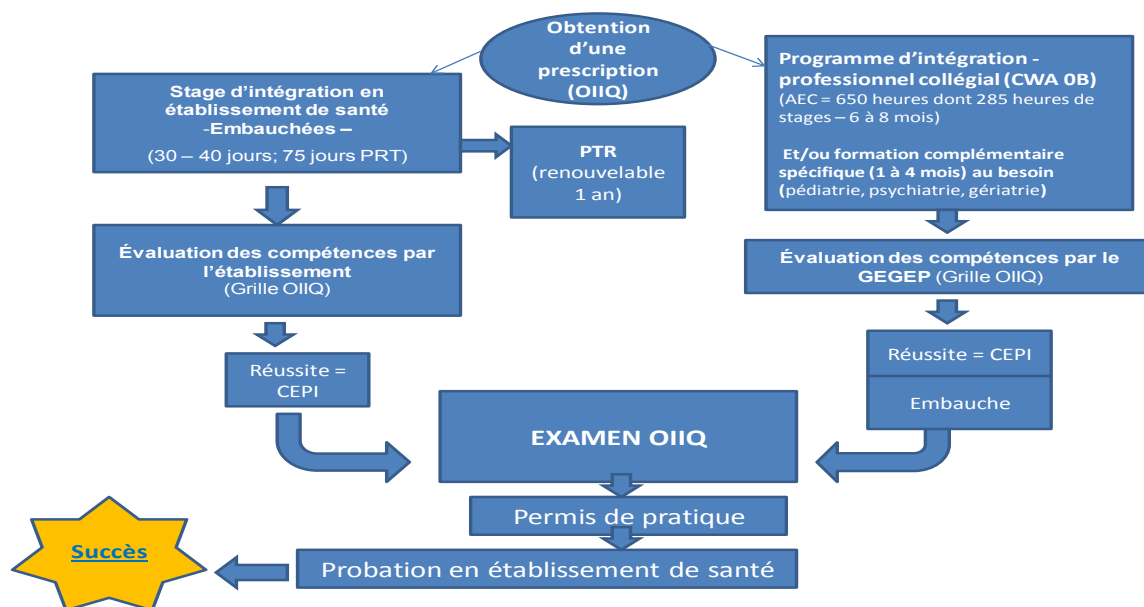 Obtention
d'une
prescription
(OIIQ)
Stage d'intégration en
établissement de santé
-Embauchées –
(30 – 40 jours; 75 jours PRT)
PTR
(renouvelable
1 an)
Programme d'intégration -
professionnel collégial (CWA 0B)
(AEC = 650 heures dont 285 heures de
stages – 6 à 8 mois)
Et/ou formation complémentaire
spécifique (1 à 4 mois) au besoin
(pédiatrie, psychiatrie, gériatrie)
Évaluation des compétences par
l'établissement
(Grille OIIQ)
Évaluation des compétences par le
GEGEP (Grille OIIQ)
Réussite =
CEPI
Réussite = CEPI
Embauche
EXAMEN OIIQ
Permis de pratique
Probation en établissement de santé
Succès